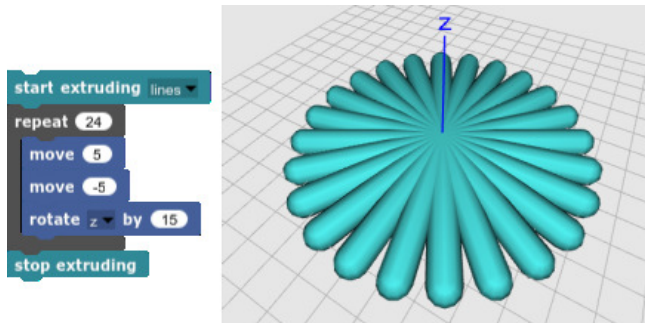 start extruding lines
repeat 24
move 5
move -5
rotate z by 15
stop extruding
Z